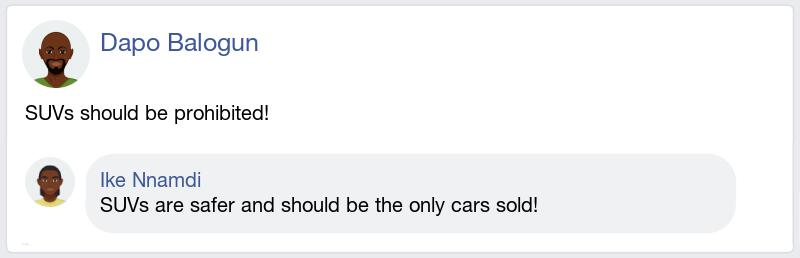 Dapo Balogun
SUVs should be prohibited!
Ike Nnamdi
SUVs are safer and should be the only cars sold!